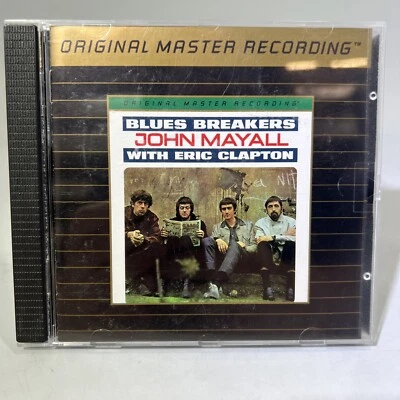 ORIGINAL MASTER RECORDING™
ORIGINAL MASTER RECORDING
BLUES BREAKERS
JOHN MAYALL
WITH ERIC CLAPTON